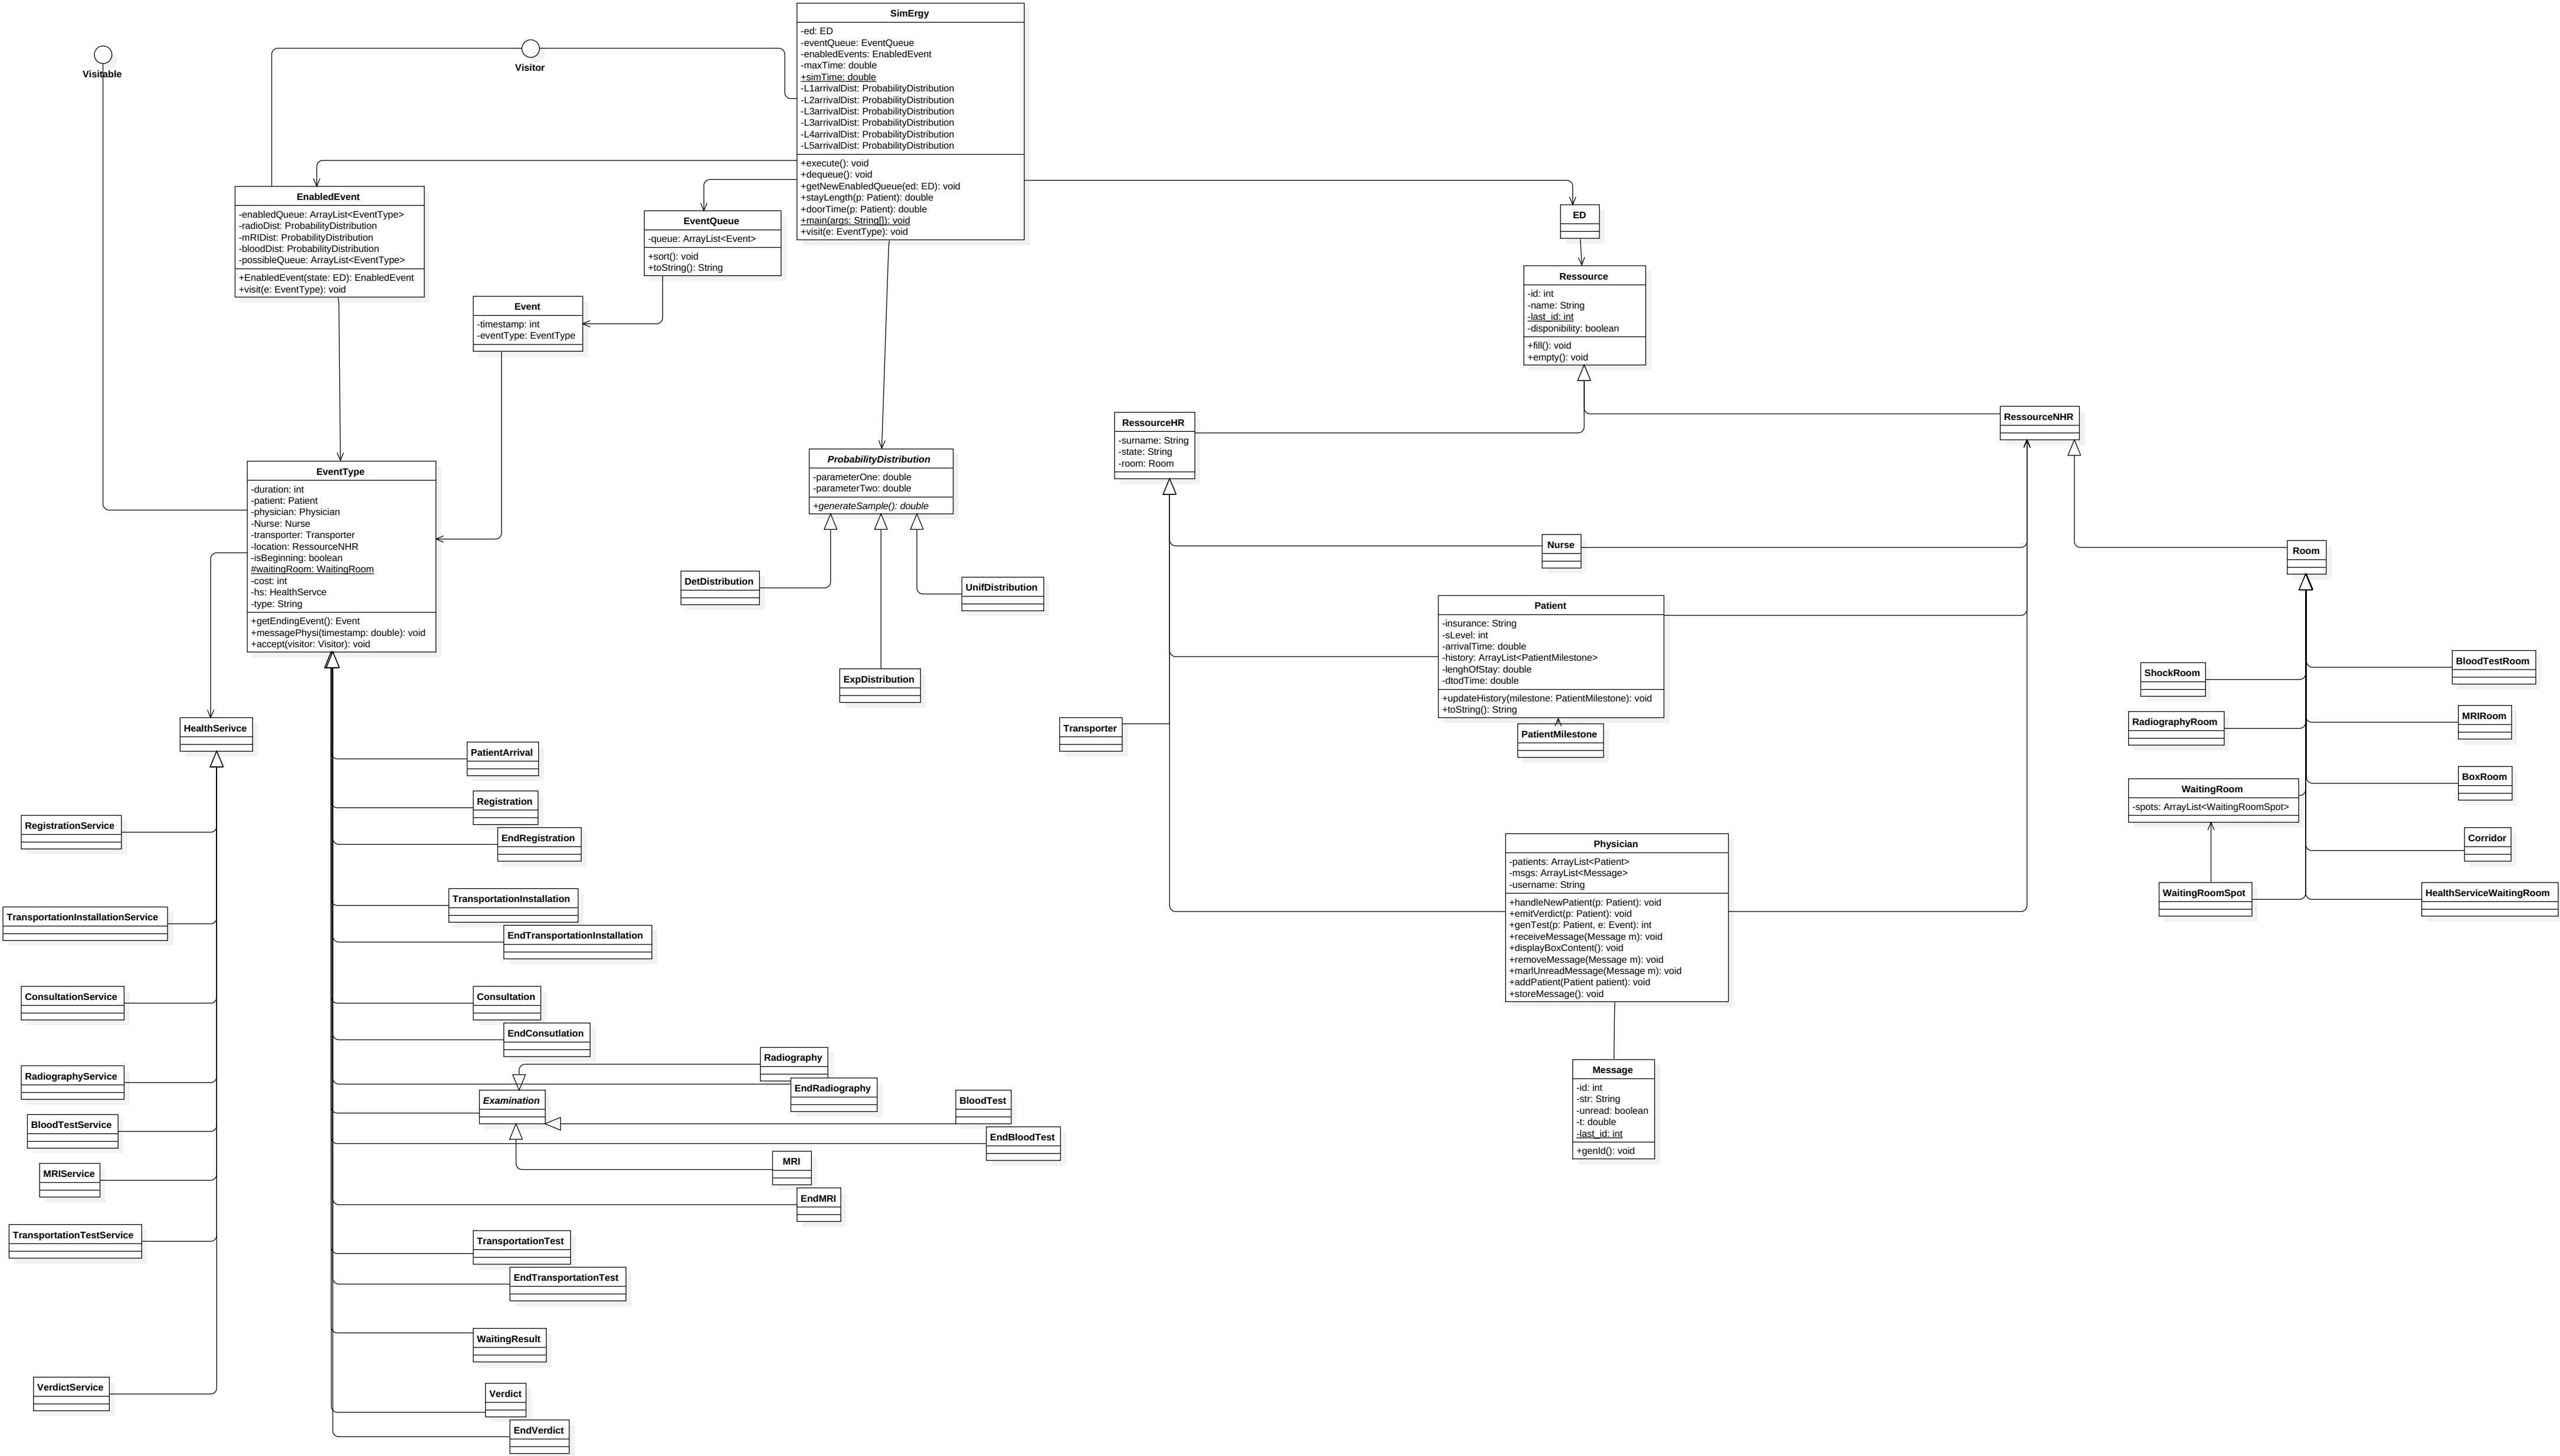 SimErgy
-ed: ED
-eventQueue: EventQueue
-enabledEvents: EnabledEvent
-maxTime: double
+simTime: double
-L1arrivalDist: ProbabilityDistribution
-L2arrivalDist: ProbabilityDistribution
-L3arrivalDist: ProbabilityDistribution
-L3arrivalDist: ProbabilityDistribution
-L4arrivalDist: ProbabilityDistribution
-L5arrivalDist: ProbabilityDistribution
+execute(): void
+dequeue(): void
+getNewEnabledQueue(ed: ED): void
+stayLength(p: Patient): double
+doorTime(p: Patient): double
+main(args: String[]): void
+visit(e: EventType): void
Visitable
Visitor
EnabledEvent
-enabledQueue: ArrayList<EventType>
-radioDist: ProbabilityDistribution
-mRIDist: ProbabilityDistribution
-bloodDist: ProbabilityDistribution
-possibleQueue: ArrayList<EventType>
+EnabledEvent(state: ED): EnabledEvent
+visit(e: EventType): void
EventQueue
-queue: ArrayList<Event>
+sort(): void
+toString(): String
Event
-timestamp: int
-eventType: EventType
ED
Ressource
-id: int
-name: String
-last_id: int
-disponibility: boolean
+fill(): void
+empty(): void
RessourceHR
-surname: String
-state: String
-room: Room
RessourceNHR
ProbabilityDistribution
-parameterOne: double
-parameterTwo: double
+generateSample(): double
EventType
-duration: int
-patient: Patient
-physician: Physician
-Nurse: Nurse
-transporter: Transporter
-location: RessourceNHR
-isBeginning: boolean
#waitingRoom: WaitingRoom
-cost: int
-hs: HealthServce
-type: String
+getEndingEvent(): Event
+messagePhysi(timestamp: double): void
+accept(visitor: Visitor): void
DetDistribution
UnifDistribution
ExpDistribution
Nurse
Room
Patient
-insurance: String
-sLevel: int
-arrivalTime: double
-history: ArrayList<PatientMilestone>
-lenghOfStay: double
-dtodTime: double
+updateHistory(milestone: PatientMilestone): void
+toString(): String
PatientMilestone
Transporter
ShockRoom
BloodTestRoom
RadiographyRoom
MRIRoom
WaitingRoom
-spots: ArrayList<WaitingRoomSpot>
BoxRoom
Corridor
WaitingRoomSpot
HealthServiceWaitingRoom
Physician
-patients: ArrayList<Patient>
-msgs: ArrayList<Message>
-username: String
+handleNewPatient(p: Patient): void
+emitVerdict(p: Patient): void
+genTest(p: Patient, e: Event): int
+receiveMessage(Message m): void
+displayBoxContent(): void
+removeMessage(Message m): void
+marlUnreadMessage(Message m): void
+addPatient(Patient patient): void
+storeMessage(): void
Message
-id: int
-str: String
-unread: boolean
-t: double
-last_id: int
+genId(): void
HealthSerivce
RegistrationService
TransportationInstallationService
ConsultationService
RadiographyService
BloodTestService
MRIService
TransportationTestService
VerdictService
PatientArrival
Registration
EndRegistration
TransportationInstallation
EndTransportationInstallation
Consultation
EndConsutlation
Radiography
EndRadiography
Examination
BloodTest
EndBloodTest
MRI
EndMRI
TransportationTest
EndTransportationTest
WaitingResult
Verdict
EndVerdict